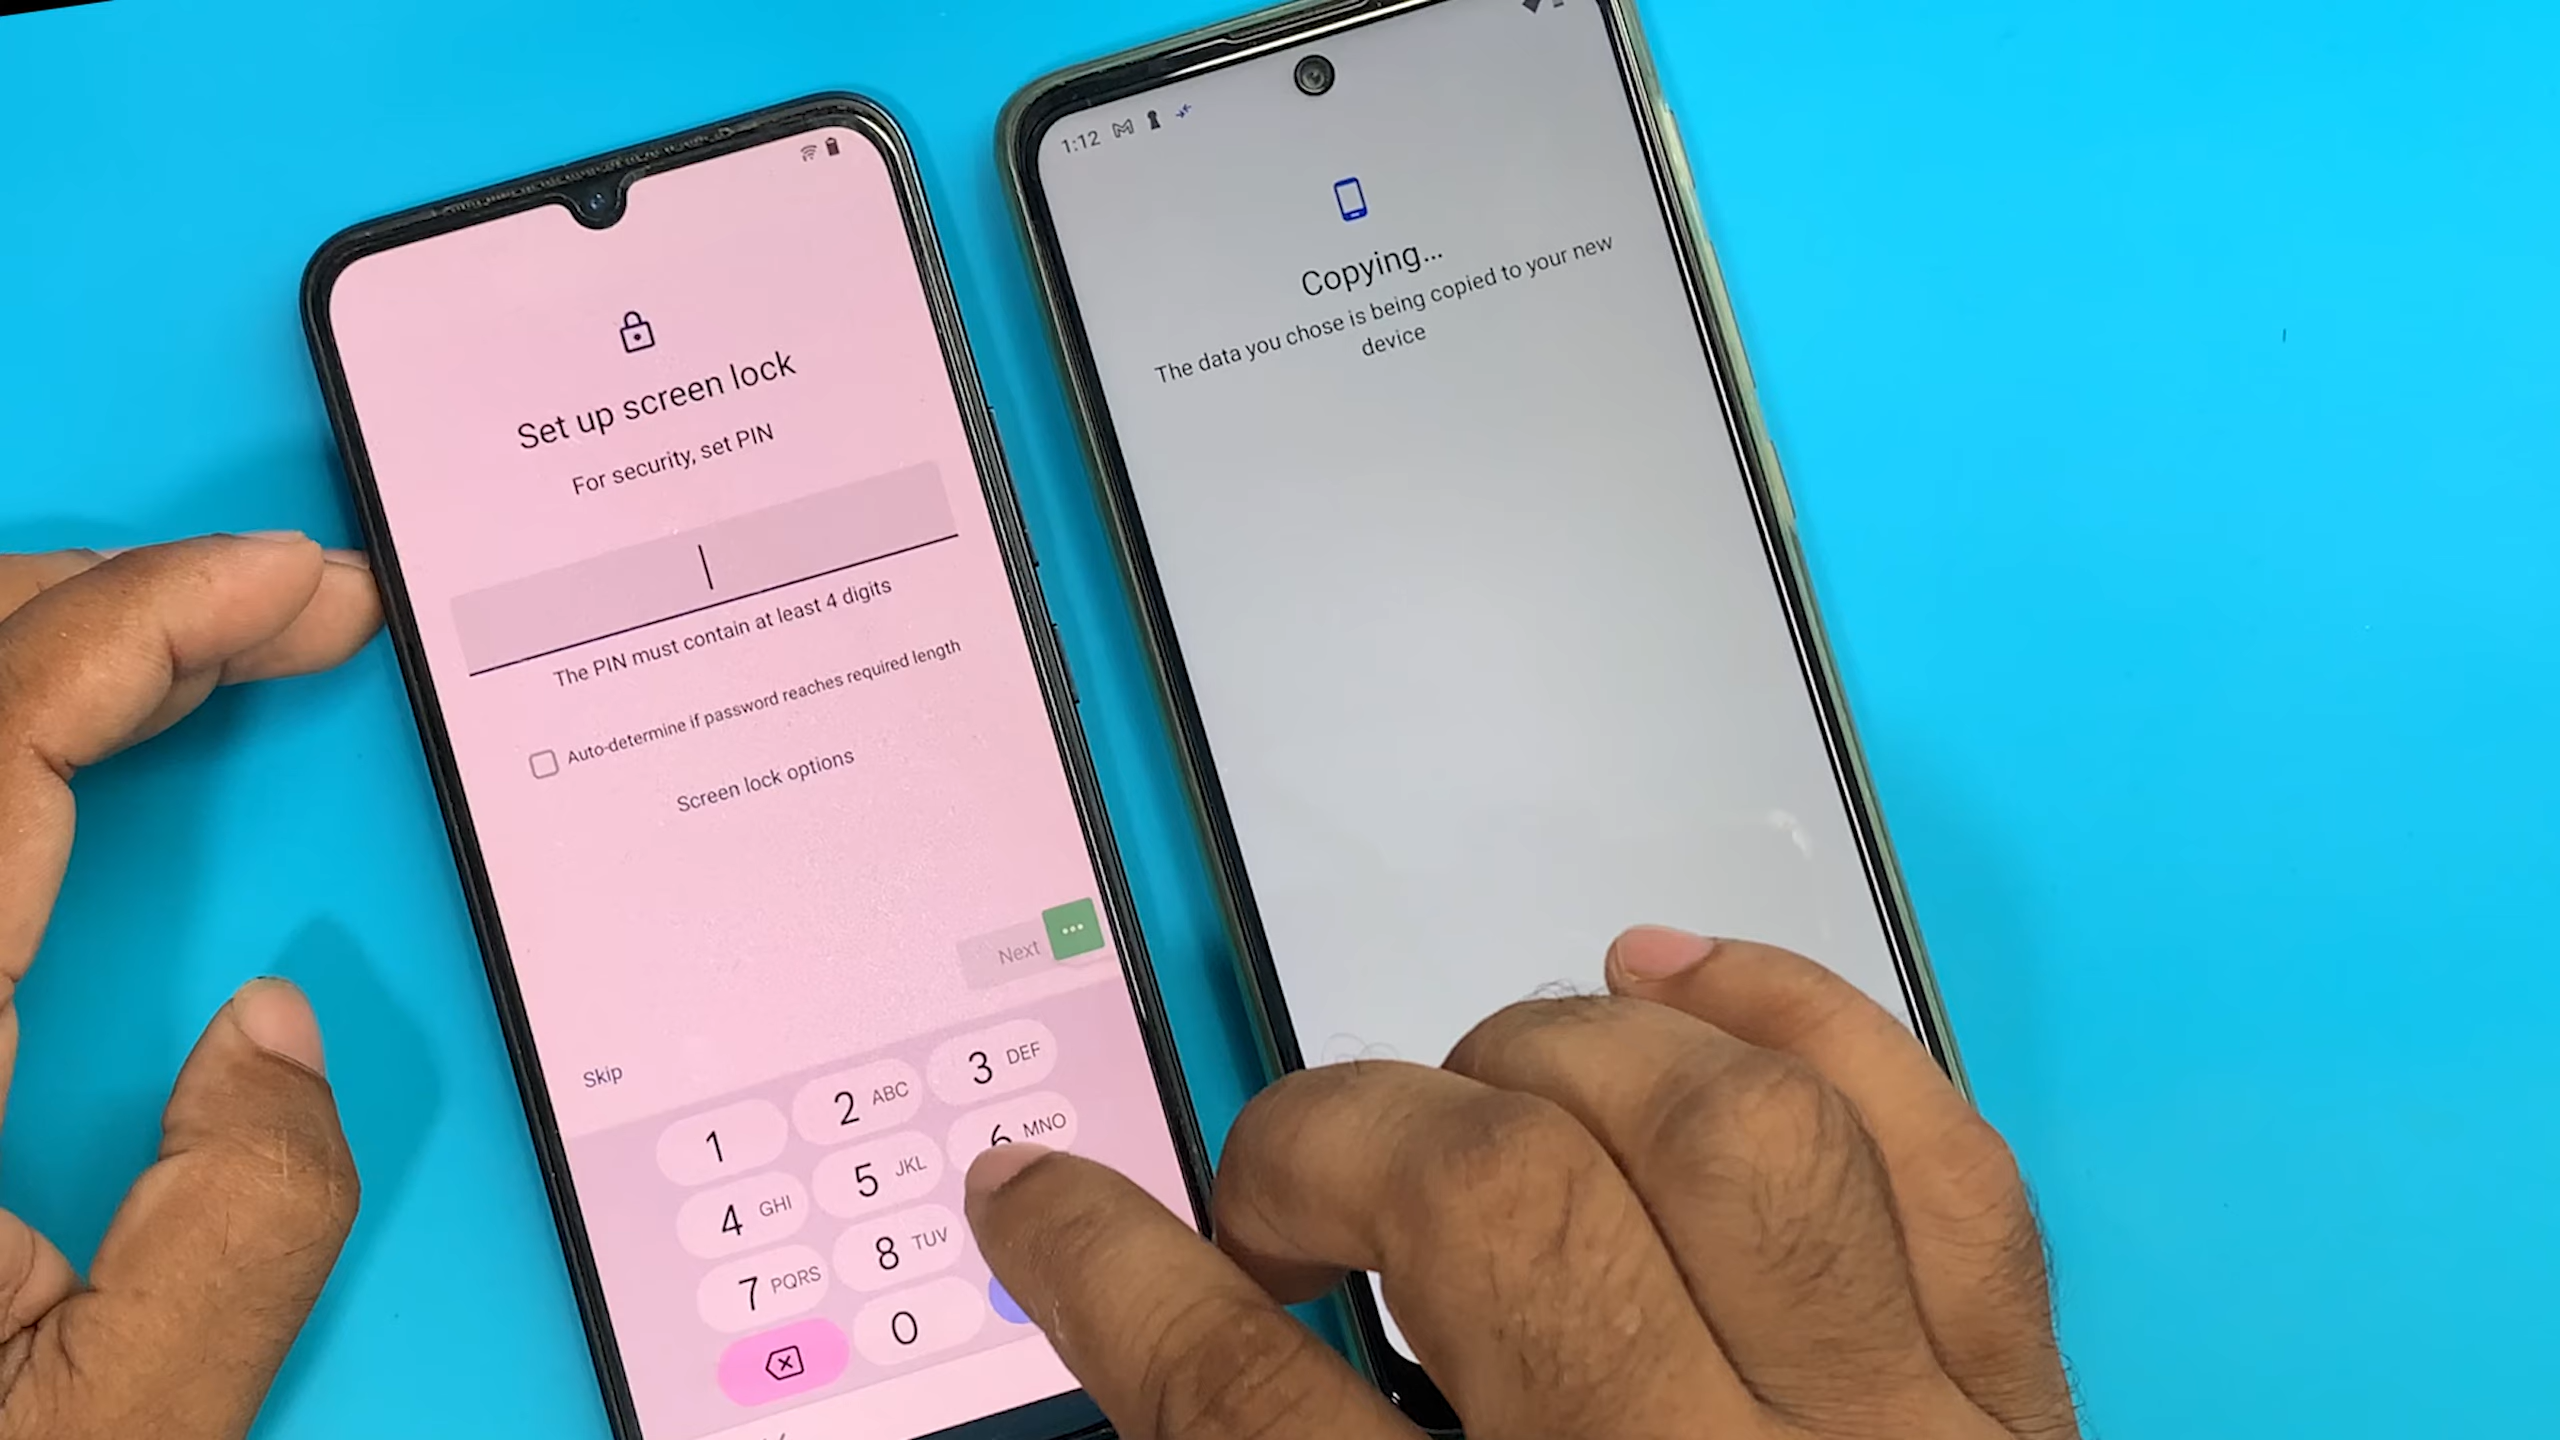 Set up screen lock
For security, set PIN
The PIN must contain at least 4 digits
Auto-determine if password reaches required length
Screen lock options
Next
Skip
1
2 ABC
3 DEF
4 GHI
5 JKL
6 MNO
7 PQRS
8 TUV
0
1:12
Copying...
The data you chose is being copied to your new
device